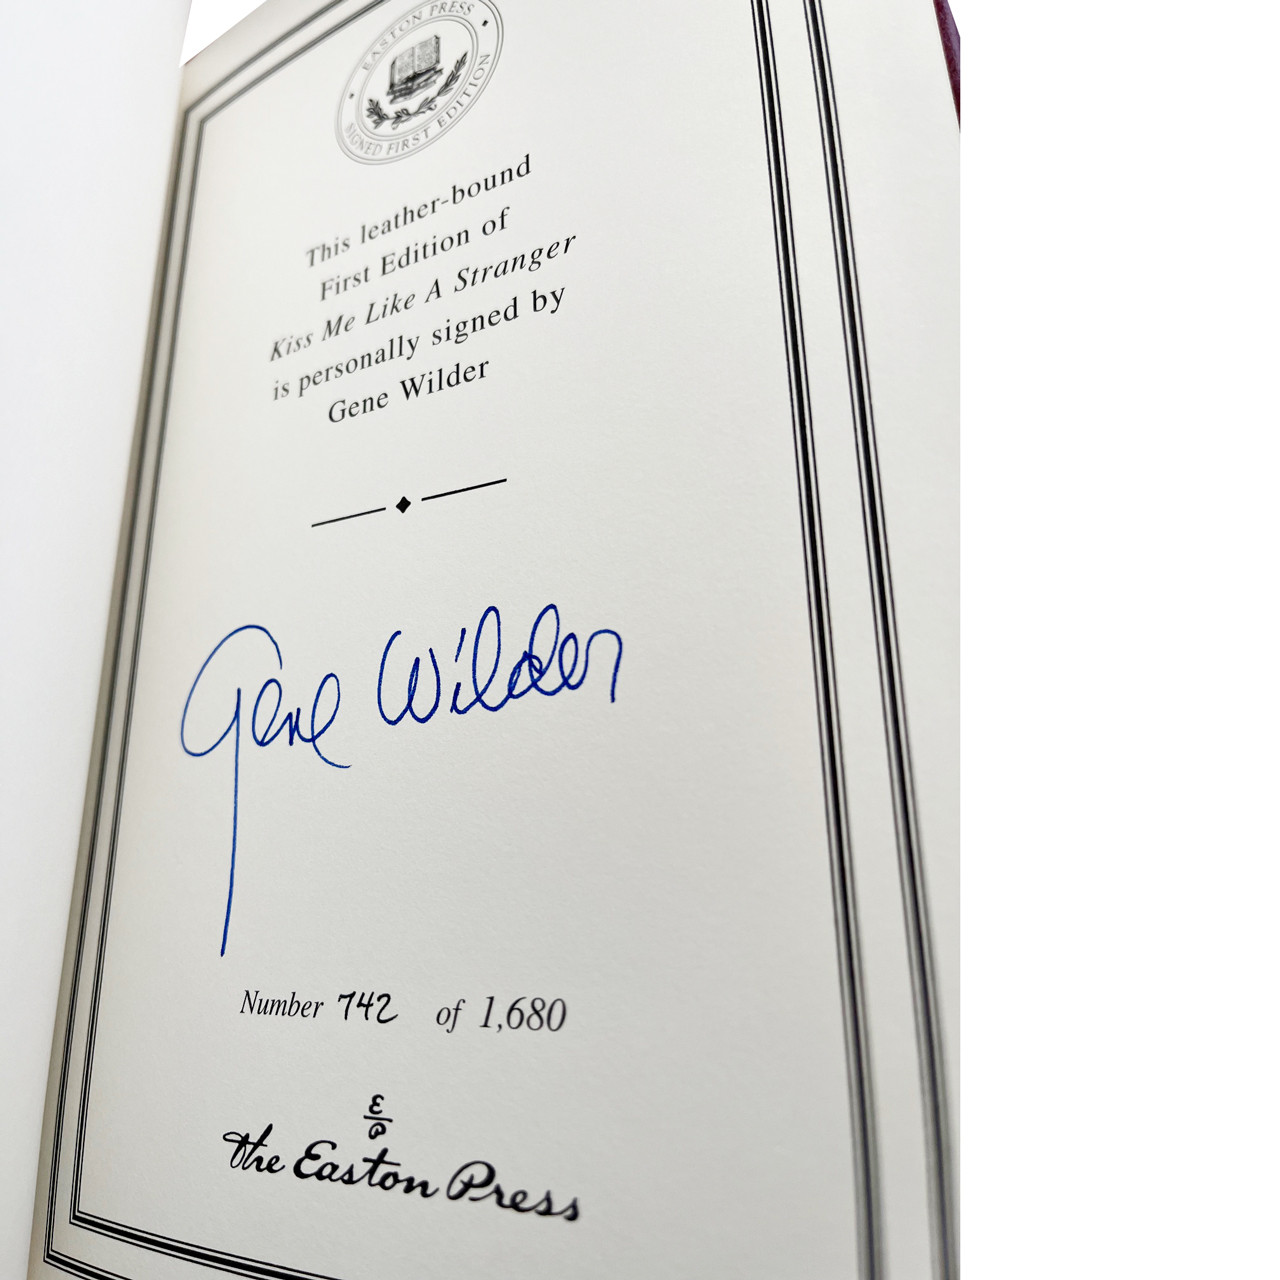 EASTON PRESS
SIGNED FIRST EDITION
This leather-bound
First Edition of
Kiss Me Like A Stranger
is personally signed by
Gene Wilder
Gene Wilder
Number 742 of 1,680
E
P
The Easton Press